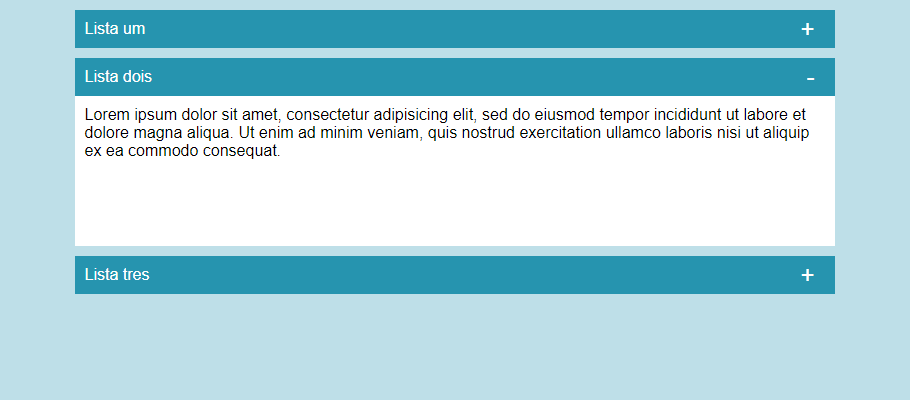 Lista um +
Lista dois -
Lorem ipsum dolor sit amet, consectetur adipisicing elit, sed do eiusmod tempor incididunt ut labore et
dolore magna aliqua. Ut enim ad minim veniam, quis nostrud exercitation ullamco laboris nisi ut aliquip
ex ea commodo consequat.
Lista tres +